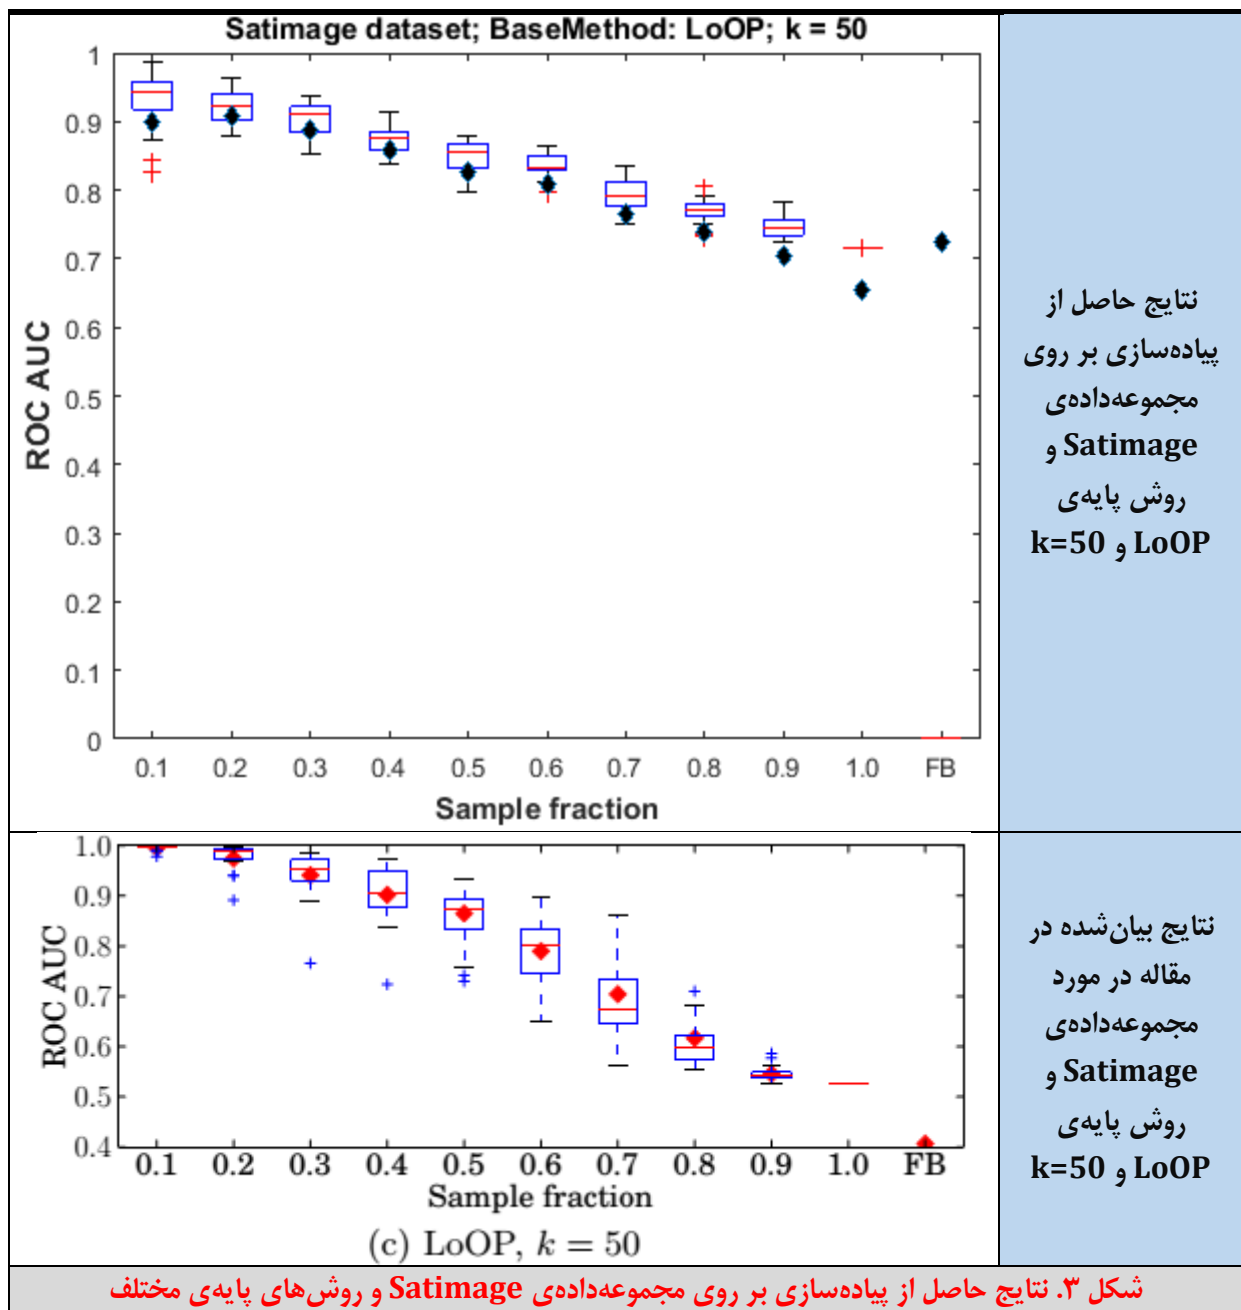 Satimage dataset; BaseMethod: LoOP; k = 50
ROC AUC
1
0.9
0.8
0.7
0.6
0.5
0.4
0.3
0.2
0.1
0
0.1 0.2 0.3 0.4 0.5 0.6 0.7 0.8 0.9 1.0 FB
Sample fraction
نتایج حاصل از
پیاده‌سازی بر روی
مجموعه‌داده‌ی
Satimage و
روش پایه‌ی
LoOP و k=50
ROC AUC
1.0
0.9
0.8
0.7
0.6
0.5
0.4
0.1 0.2 0.3 0.4 0.5 0.6 0.7 0.8 0.9 1.0 FB
Sample fraction
(c) LoOP, k = 50
نتایج بیان‌شده در
مقاله در مورد
مجموعه‌داده‌ی
Satimage و
روش پایه‌ی
LoOP و k=50
شکل ۳. نتایج حاصل از پیاده‌سازی بر روی مجموعه‌داده‌ی Satimage و روش‌های پایه‌ی مختلف